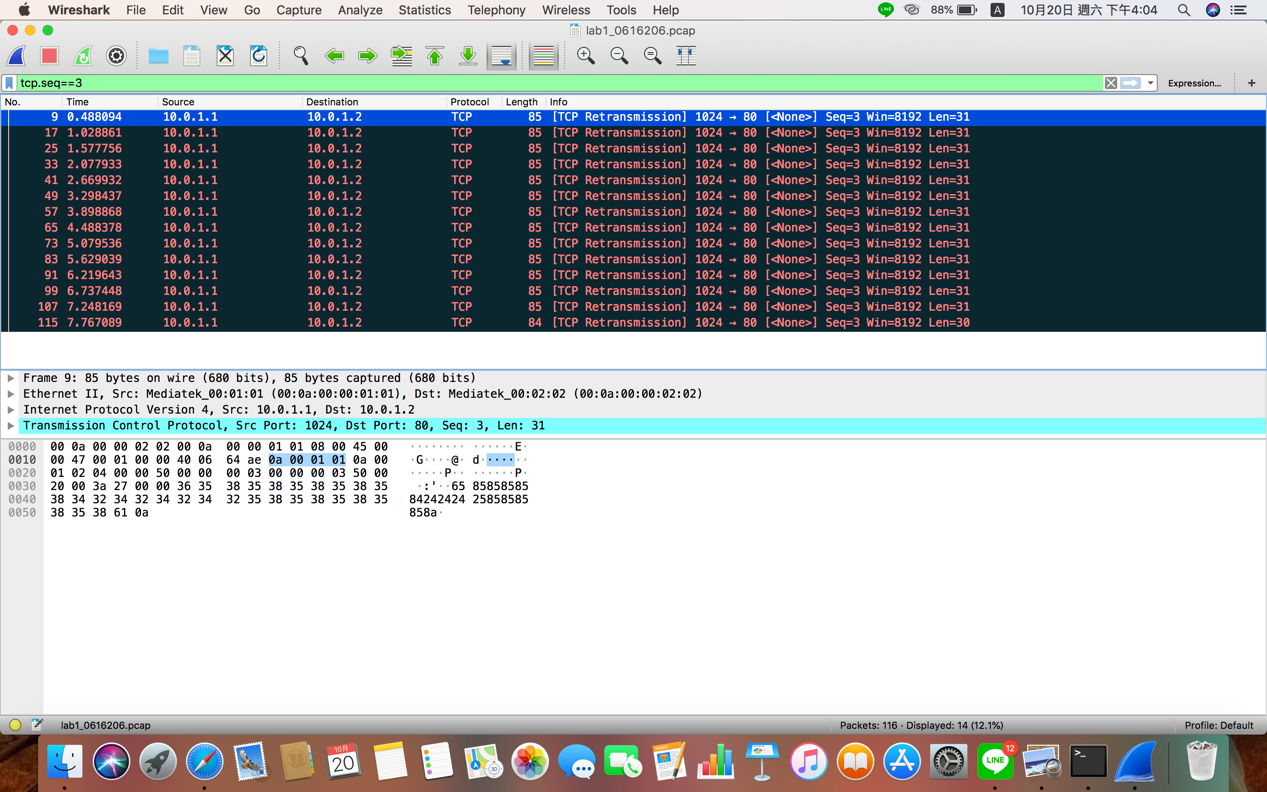 Wireshark File Edit View Go Capture Analyze Statistics Telephony Wireless Tools Help LINE 88% A 10月20日 週六 下午4:04
lab1_0616206.pcap
tcp.seq==3 Expression... +
No. Time Source Destination Protocol Length Info
9 0.488094 10.0.1.1 10.0.1.2 TCP 85 [TCP Retransmission] 1024 → 80 [<None>] Seq=3 Win=8192 Len=31
17 1.028861 10.0.1.1 10.0.1.2 TCP 85 [TCP Retransmission] 1024 → 80 [<None>] Seq=3 Win=8192 Len=31
25 1.577756 10.0.1.1 10.0.1.2 TCP 85 [TCP Retransmission] 1024 → 80 [<None>] Seq=3 Win=8192 Len=31
33 2.077933 10.0.1.1 10.0.1.2 TCP 85 [TCP Retransmission] 1024 → 80 [<None>] Seq=3 Win=8192 Len=31
41 2.669932 10.0.1.1 10.0.1.2 TCP 85 [TCP Retransmission] 1024 → 80 [<None>] Seq=3 Win=8192 Len=31
49 3.298437 10.0.1.1 10.0.1.2 TCP 85 [TCP Retransmission] 1024 → 80 [<None>] Seq=3 Win=8192 Len=31
57 3.898868 10.0.1.1 10.0.1.2 TCP 85 [TCP Retransmission] 1024 → 80 [<None>] Seq=3 Win=8192 Len=31
65 4.488378 10.0.1.1 10.0.1.2 TCP 85 [TCP Retransmission] 1024 → 80 [<None>] Seq=3 Win=8192 Len=31
73 5.079536 10.0.1.1 10.0.1.2 TCP 85 [TCP Retransmission] 1024 → 80 [<None>] Seq=3 Win=8192 Len=31
83 5.629039 10.0.1.1 10.0.1.2 TCP 85 [TCP Retransmission] 1024 → 80 [<None>] Seq=3 Win=8192 Len=31
91 6.219643 10.0.1.1 10.0.1.2 TCP 85 [TCP Retransmission] 1024 → 80 [<None>] Seq=3 Win=8192 Len=31
99 6.737448 10.0.1.1 10.0.1.2 TCP 85 [TCP Retransmission] 1024 → 80 [<None>] Seq=3 Win=8192 Len=31
107 7.248169 10.0.1.1 10.0.1.2 TCP 85 [TCP Retransmission] 1024 → 80 [<None>] Seq=3 Win=8192 Len=31
115 7.767089 10.0.1.1 10.0.1.2 TCP 84 [TCP Retransmission] 1024 → 80 [<None>] Seq=3 Win=8192 Len=30
Frame 9: 85 bytes on wire (680 bits), 85 bytes captured (680 bits)
Ethernet II, Src: Mediatek_00:01:01 (00:0a:00:00:01:01), Dst: Mediatek_00:02:02 (00:0a:00:00:02:02)
Internet Protocol Version 4, Src: 10.0.1.1, Dst: 10.0.1.2
Transmission Control Protocol, Src Port: 1024, Dst Port: 80, Seq: 3, Len: 31
0000 00 0a 00 00 02 02 00 0a 00 00 01 01 08 00 45 00 ········ ······E·
0010 00 47 00 01 00 00 40 06 64 ae 0a 00 01 01 0a 00 ·G····@· d·······
0020 01 02 04 00 00 50 00 00 00 03 00 00 00 03 50 00 ·····P·· ······P·
0030 20 00 3a 27 00 00 36 35 38 35 38 35 38 35 38 35 ·:'··65 85858585
0040 38 34 32 34 32 34 32 34 32 35 38 35 38 35 38 35 84242424 25858585
0050 38 35 38 61 0a 858a·
lab1_0616206.pcap Packets: 116 · Displayed: 14 (12.1%) Profile: Default
10月
20
LINE
12
>_